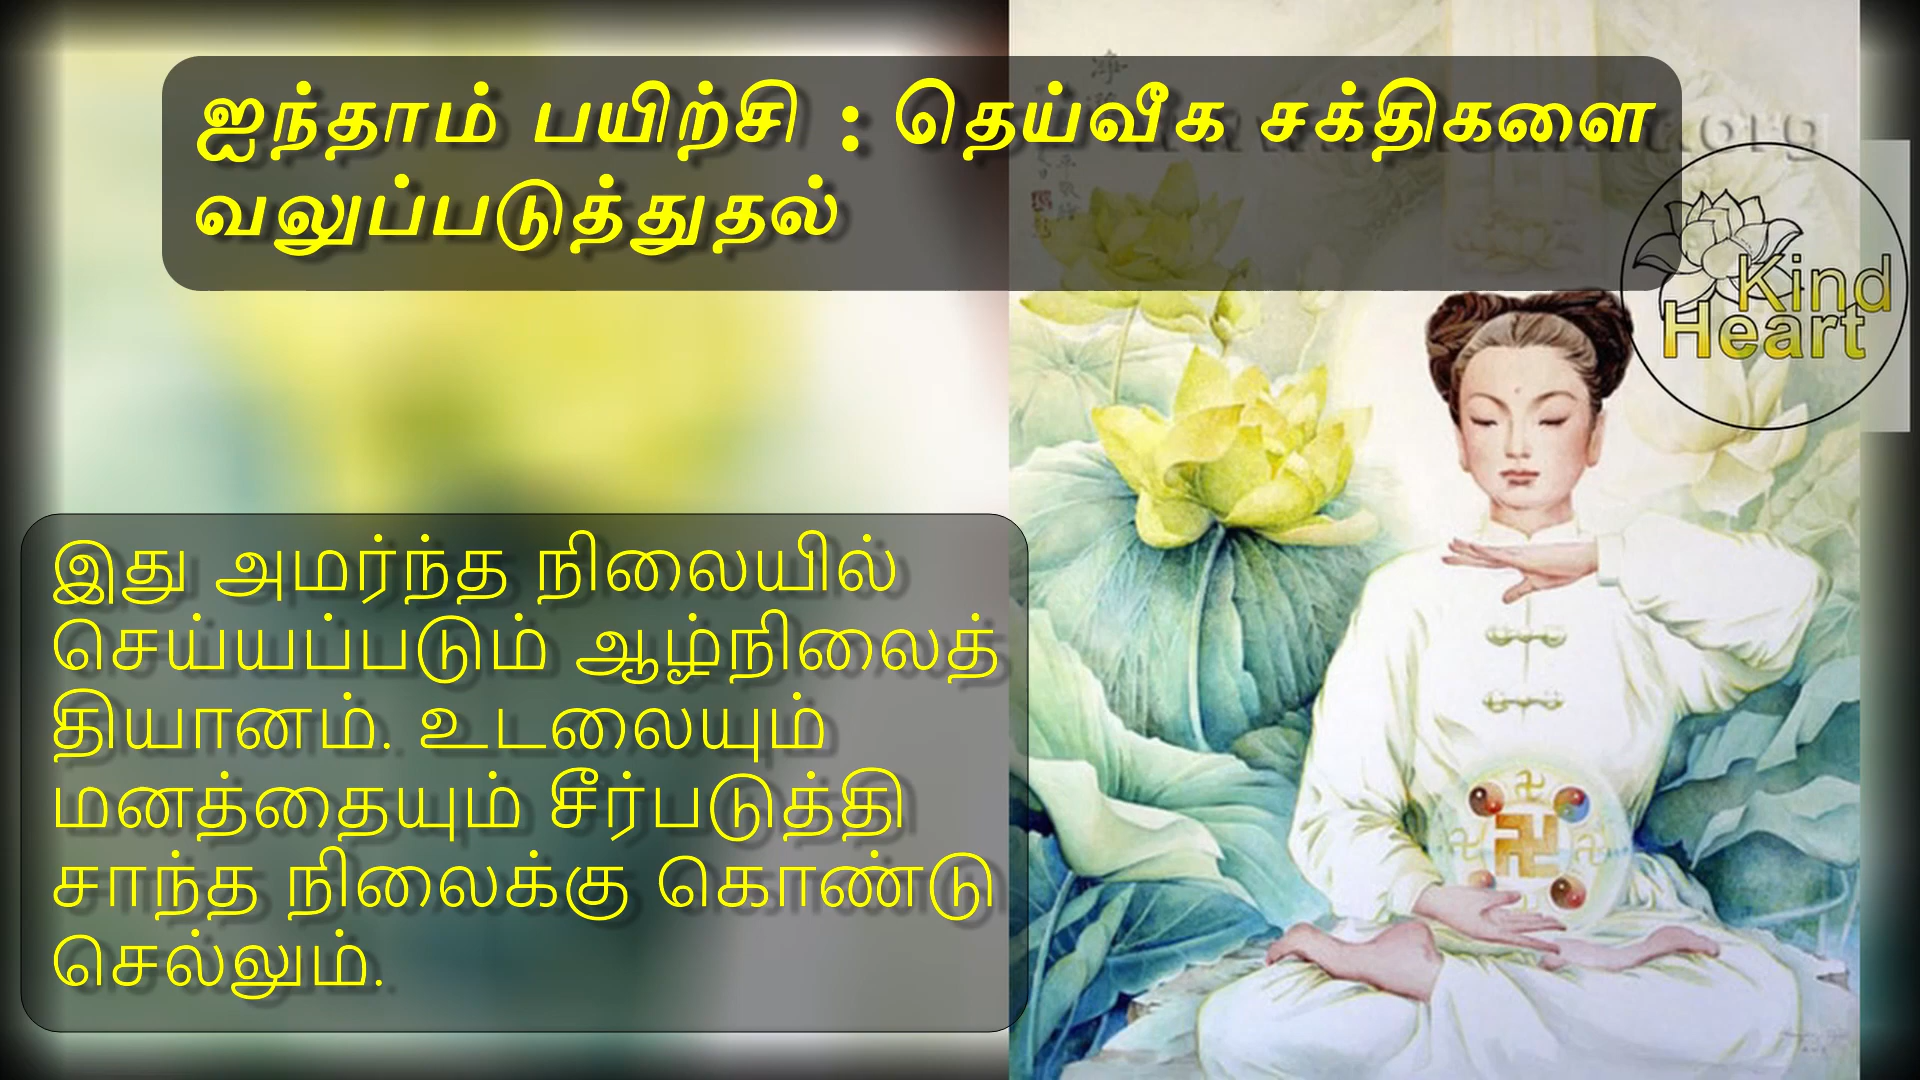 ஐந்தாம் பயிற்சி : தெய்வீக சக்திகளை
வலுப்படுத்துதல்
Kind
Heart
இது அமர்ந்த நிலையில்
செய்யப்படும் ஆழ்நிலைத்
தியானம். உடலையும்
மனத்தையும் சீர்படுத்தி
சாந்த நிலைக்கு கொண்டு
செல்லும்.